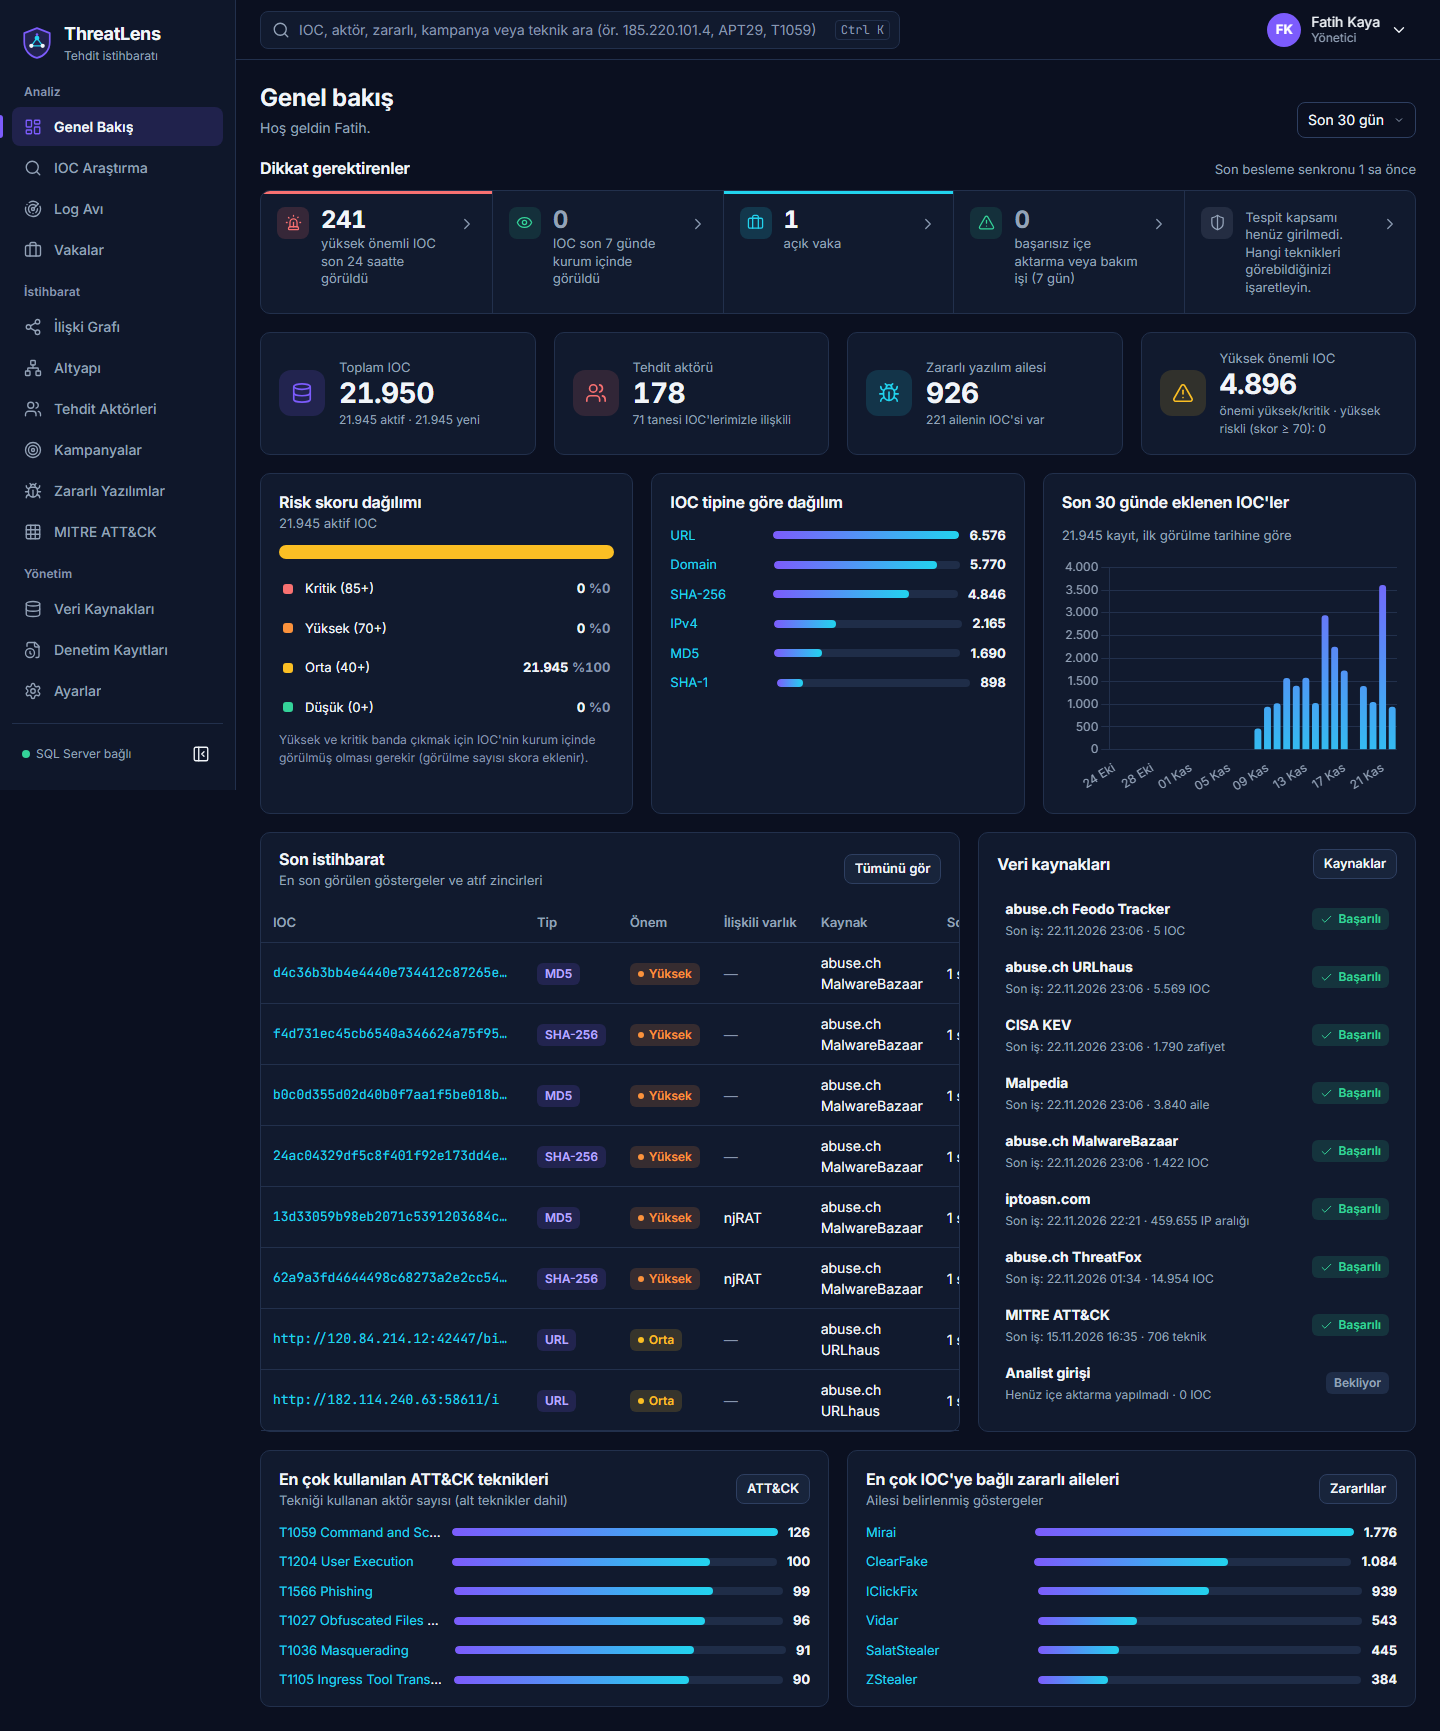 ThreatLens
Tehdit istihbaratı
Analiz
Genel Bakış
IOC Araştırma
Log Avı
Vakalar
İstihbarat
İlişki Grafı
Altyapı
Tehdit Aktörleri
Kampanyalar
Zararlı Yazılımlar
MITRE ATT&CK
Yönetim
Veri Kaynakları
Denetim Kayıtları
Ayarlar
SQL Server bağlı
IOC, aktör, zararlı, kampanya veya teknik ara (ör. 185.220.101.4, APT29, T1059)
Ctrl K
FK
Fatih Kaya
Yönetici
Genel bakış
Hoş geldin Fatih.
Son 30 gün
Dikkat gerektirenler
Son besleme senkronu 1 sa önce
241
yüksek önemli IOC
son 24 saatte
görüldü
0
IOC son 7 günde
kurum içinde
görüldü
1
açık vaka
0
başarısız içe
aktarma veya bakım
işi (7 gün)
Tespit kapsamı
henüz girilmedi.
Hangi teknikleri
görebildiğinizi
işaretleyin.
Toplam IOC
21.950
21.945 aktif · 21.945 yeni
Tehdit aktörü
178
71 tanesi IOC'lerimizle ilişkili
Zararlı yazılım ailesi
926
221 ailenin IOC'si var
Yüksek önemli IOC
4.896
önemi yüksek/kritik · yüksek
riskli (skor ≥ 70): 0
Risk skoru dağılımı
21.945 aktif IOC
Kritik (85+) 0 %0
Yüksek (70+) 0 %0
Orta (40+) 21.945 %100
Düşük (0+) 0 %0
Yüksek ve kritik banda çıkmak için IOC'nin kurum içinde
görülmüş olması gerekir (görülme sayısı skora eklenir).
IOC tipine göre dağılım
URL 6.576
Domain 5.770
SHA-256 4.846
IPv4 2.165
MD5 1.690
SHA-1 898
Son 30 günde eklenen IOC'ler
21.945 kayıt, ilk görülme tarihine göre
4.000
3.500
3.000
2.500
2.000
1.500
1.000
500
0
24 Eki 28 Eki 01 Kas 05 Kas 09 Kas 13 Kas 17 Kas 21 Kas
Son istihbarat
En son görülen göstergeler ve atıf zincirleri
Tümünü gör
IOC Tip Önem İlişkili varlık Kaynak
d4c36b3bb4e4440e734412c87265e… MD5 Yüksek — abuse.ch
MalwareBazaar
f4d731ec45cb6540a346624a75f95… SHA-256 Yüksek — abuse.ch
MalwareBazaar
b0c0d355d02d40b0f7aa1f5be018b… MD5 Yüksek — abuse.ch
MalwareBazaar
24ac04329df5c8f401f92e173dd4e… SHA-256 Yüksek — abuse.ch
MalwareBazaar
13d33059b98eb2071c5391203684c… MD5 Yüksek njRAT abuse.ch
MalwareBazaar
62a9a3fd4644498c68273a2e2cc54… SHA-256 Yüksek njRAT abuse.ch
MalwareBazaar
http://120.84.214.12:42447/bi… URL Orta — abuse.ch
URLhaus
http://182.114.240.63:58611/i URL Orta — abuse.ch
URLhaus
Veri kaynakları
Kaynaklar
abuse.ch Feodo Tracker
Son iş: 22.11.2026 23:06 · 5 IOC
Başarılı
abuse.ch URLhaus
Son iş: 22.11.2026 23:06 · 5.569 IOC
Başarılı
CISA KEV
Son iş: 22.11.2026 23:06 · 1.790 zafiyet
Başarılı
Malpedia
Son iş: 22.11.2026 23:06 · 3.840 aile
Başarılı
abuse.ch MalwareBazaar
Son iş: 22.11.2026 23:06 · 1.422 IOC
Başarılı
iptoasn.com
Son iş: 22.11.2026 22:21 · 459.655 IP aralığı
Başarılı
abuse.ch ThreatFox
Son iş: 22.11.2026 01:34 · 14.954 IOC
Başarılı
MITRE ATT&CK
Son iş: 15.11.2026 16:35 · 706 teknik
Başarılı
Analist girişi
Henüz içe aktarma yapılmadı · 0 IOC
Bekliyor
En çok kullanılan ATT&CK teknikleri
Tekniği kullanan aktör sayısı (alt teknikler dahil)
ATT&CK
T1059 Command and Sc... 126
T1204 User Execution 100
T1566 Phishing 99
T1027 Obfuscated Files ... 96
T1036 Masquerading 91
T1105 Ingress Tool Trans... 90
En çok IOC'ye bağlı zararlı aileleri
Ailesi belirlenmiş göstergeler
Zararlılar
Mirai 1.776
ClearFake 1.084
IClickFix 939
Vidar 543
SalatStealer 445
ZStealer 384